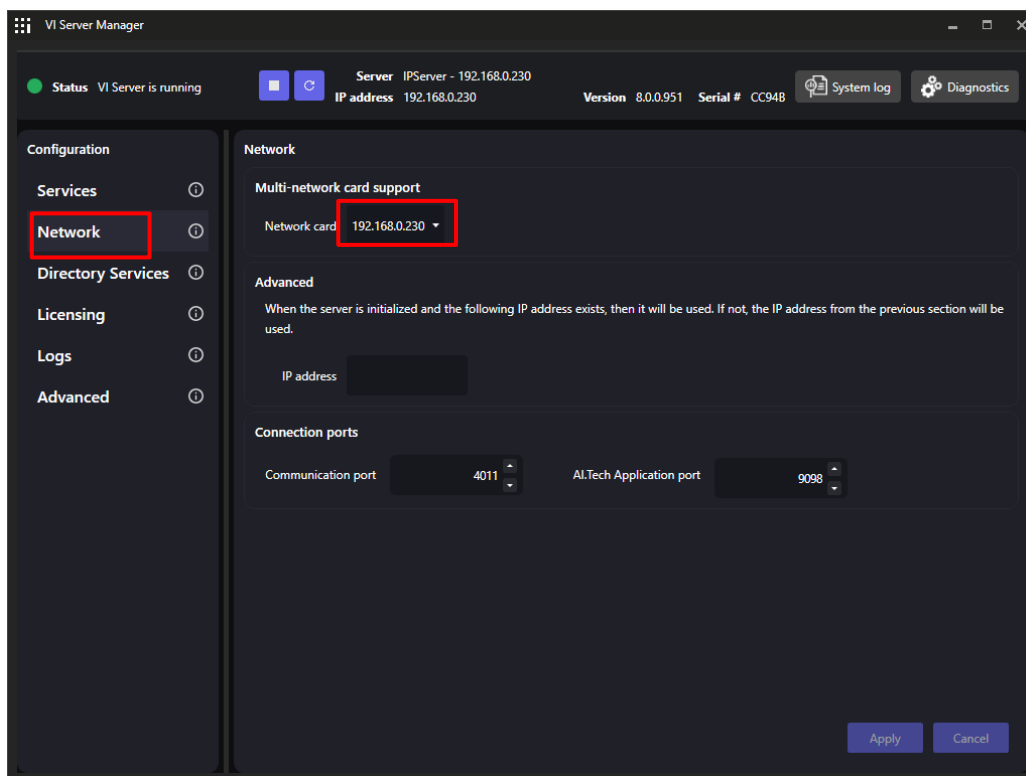 VI Server Manager
Status VI Server is running
Server IPServer - 192.168.0.230
IP address 192.168.0.230
Version 8.0.0.951 Serial # CC94B
System log
Diagnostics
Configuration
Services
Network
Directory Services
Licensing
Logs
Advanced
Network
Multi-network card support
Network card 192.168.0.230
Advanced
When the server is initialized and the following IP address exists, then it will be used. If not, the IP address from the previous section will be
used.
IP address
Connection ports
Communication port 4011 AI.Tech Application port 9098
Apply Cancel